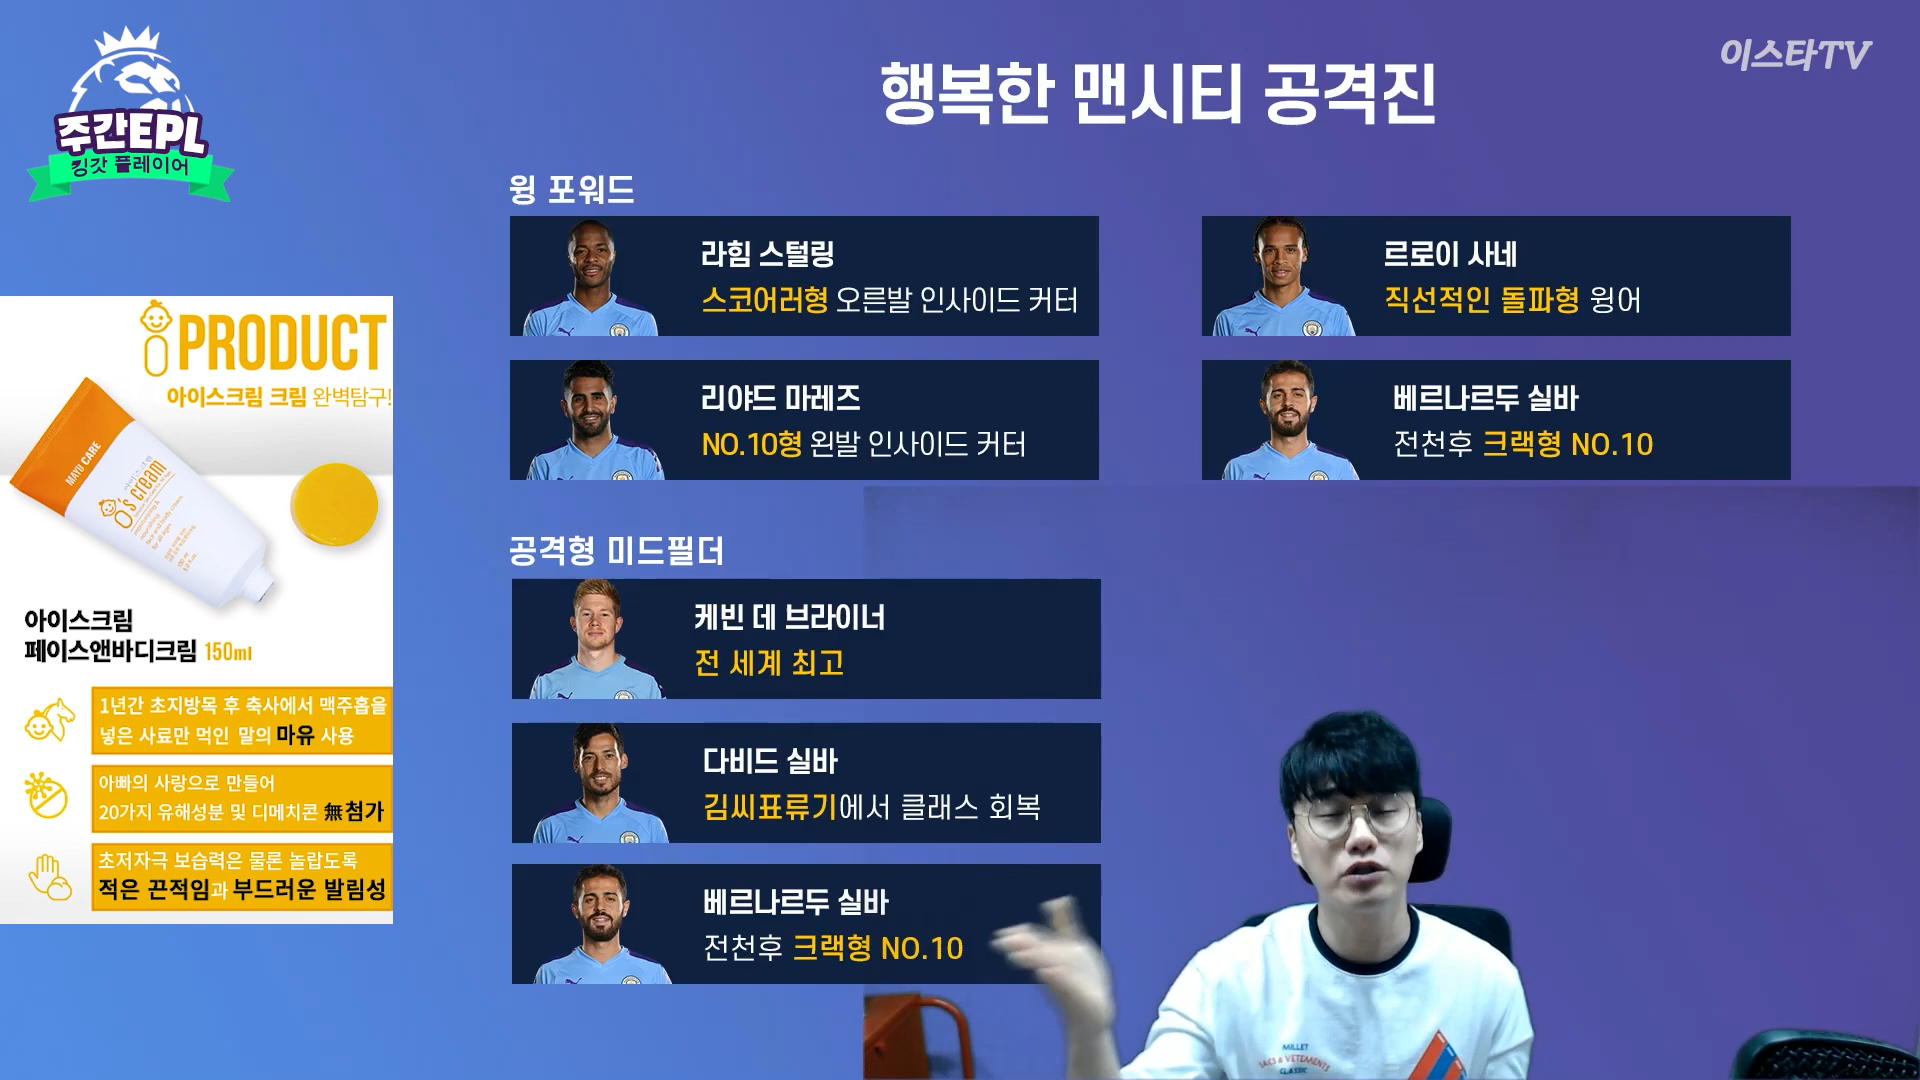 이스타TV
주간EPL
킹갓 플레이어
행복한 맨시티 공격진
윙 포워드
라힘 스털링
스코어러형 오른발 인사이드 커터
르로이 사네
직선적인 돌파형 윙어
리야드 마레즈
NO.10형 왼발 인사이드 커터
베르나르두 실바
전천후 크랙형 NO.10
공격형 미드필더
케빈 데 브라이너
전 세계 최고
다비드 실바
김씨표류기에서 클래스 회복
베르나르두 실바
전천후 크랙형 NO.10
PRODUCT
아이스크림 크림 완벽탐구!
MAYU CARE
아이스크림
O's cream
아이스크림
페이스앤바디크림 150ml
1년간 초지방목 후 축사에서 맥주홉을
넣은 사료만 먹인 말의 마유 사용
아빠의 사랑으로 만들어
20가지 유해성분 및 디메치콘 無첨가
초저자극 보습력은 물론 놀랍도록
적은 끈적임과 부드러운 발림성
MILLET
CLASSIC